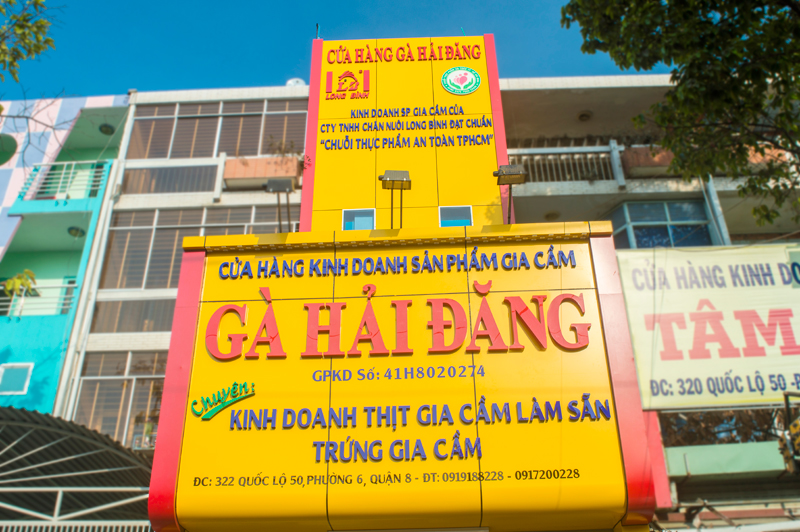 CỬA HÀNG GÀ HẢI ĐĂNG
LONG BÌNH
KINH DOANH SP GIA CẦM CỦA
CTY TNHH CHĂN NUÔI LONG BÌNH ĐẠT CHUẨN
"CHUỖI THỰC PHẨM AN TOÀN TPHCM"
CỬA HÀNG KINH DOANH SẢN PHẨM GIA CẦM
GÀ HẢI ĐĂNG
GPKD Số: 41H8020274
Chuyên:
KINH DOANH THỊT GIA CẦM LÀM SẴN
TRỨNG GIA CẦM
ĐC: 322 QUỐC LỘ 50,PHƯỜNG 6, QUẬN 8 - ĐT: 0919188228 - 0917200228
CỬA HÀNG KINH DO
TÂM
ĐC: 320 QUỐC LỘ 50 -P